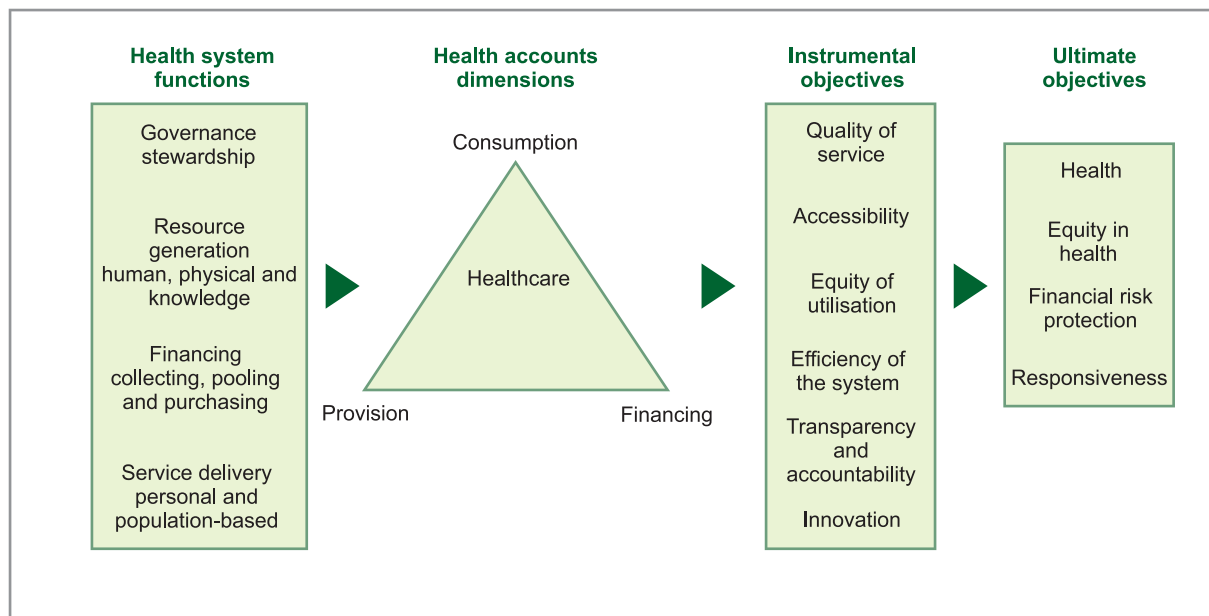 Health system
functions
Governance
stewardship
Resource
generation
human, physical and
knowledge
Financing
collecting, pooling
and purchasing
Service delivery
personal and
population-based
Health accounts
dimensions
Consumption
Healthcare
Provision
Financing
Instrumental
objectives
Quality of
service
Accessibility
Equity of
utilisation
Efficiency of
the system
Transparency
and
accountability
Innovation
Ultimate
objectives
Health
Equity in
health
Financial risk
protection
Responsiveness